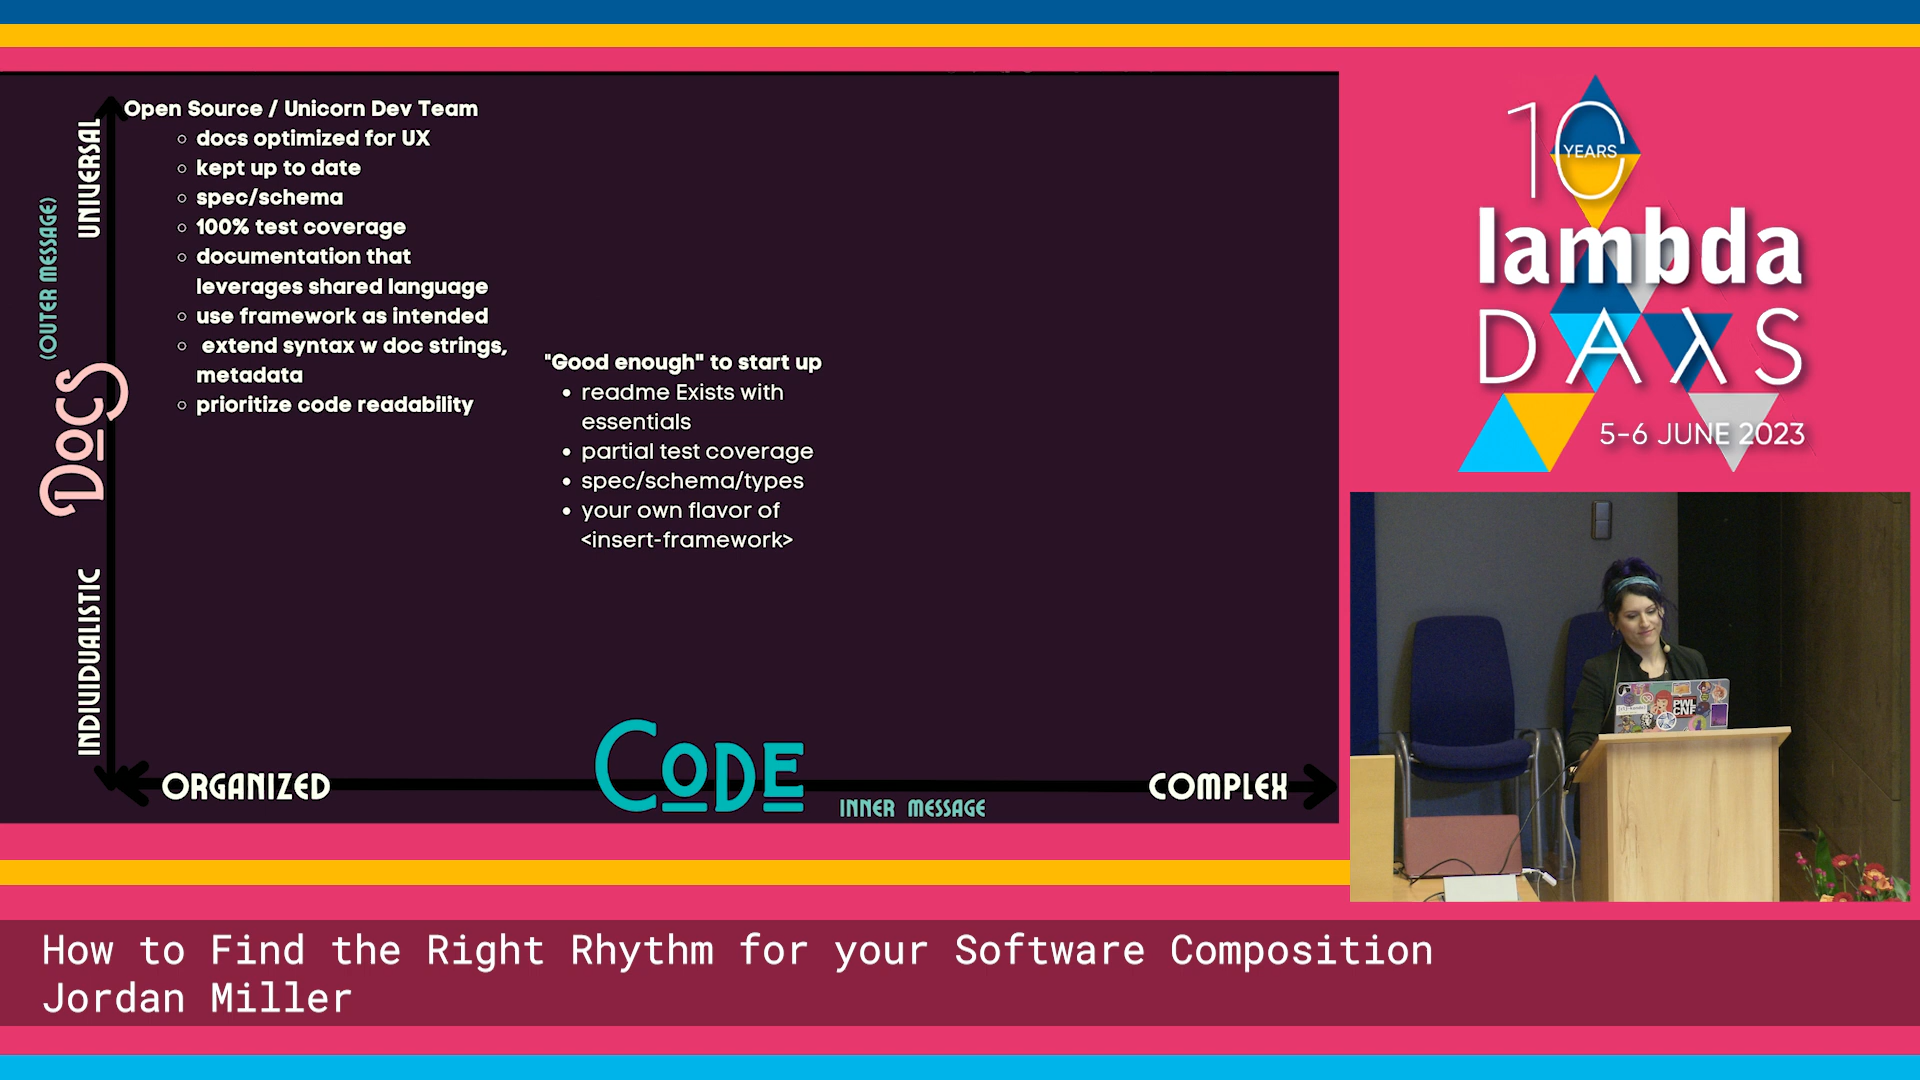 Open Source / Unicorn Dev Team
docs optimized for UX
kept up to date
spec/schema
100% test coverage
documentation that
leverages shared language
use framework as intended
extend syntax w doc strings,
metadata
prioritize code readability
"Good enough" to start up
readme Exists with
essentials
partial test coverage
spec/schema/types
your own flavor of
<insert-framework>
UNIVERSAL
(OUTER MESSAGE)
DOCS
INDIVIDUALISTIC
ORGANIZED
CODE
INNER MESSAGE
COMPLEX
10
YEARS
lambda
DAλS
5-6 JUNE 2023
PWL
CNF
How to Find the Right Rhythm for your Software Composition
Jordan Miller